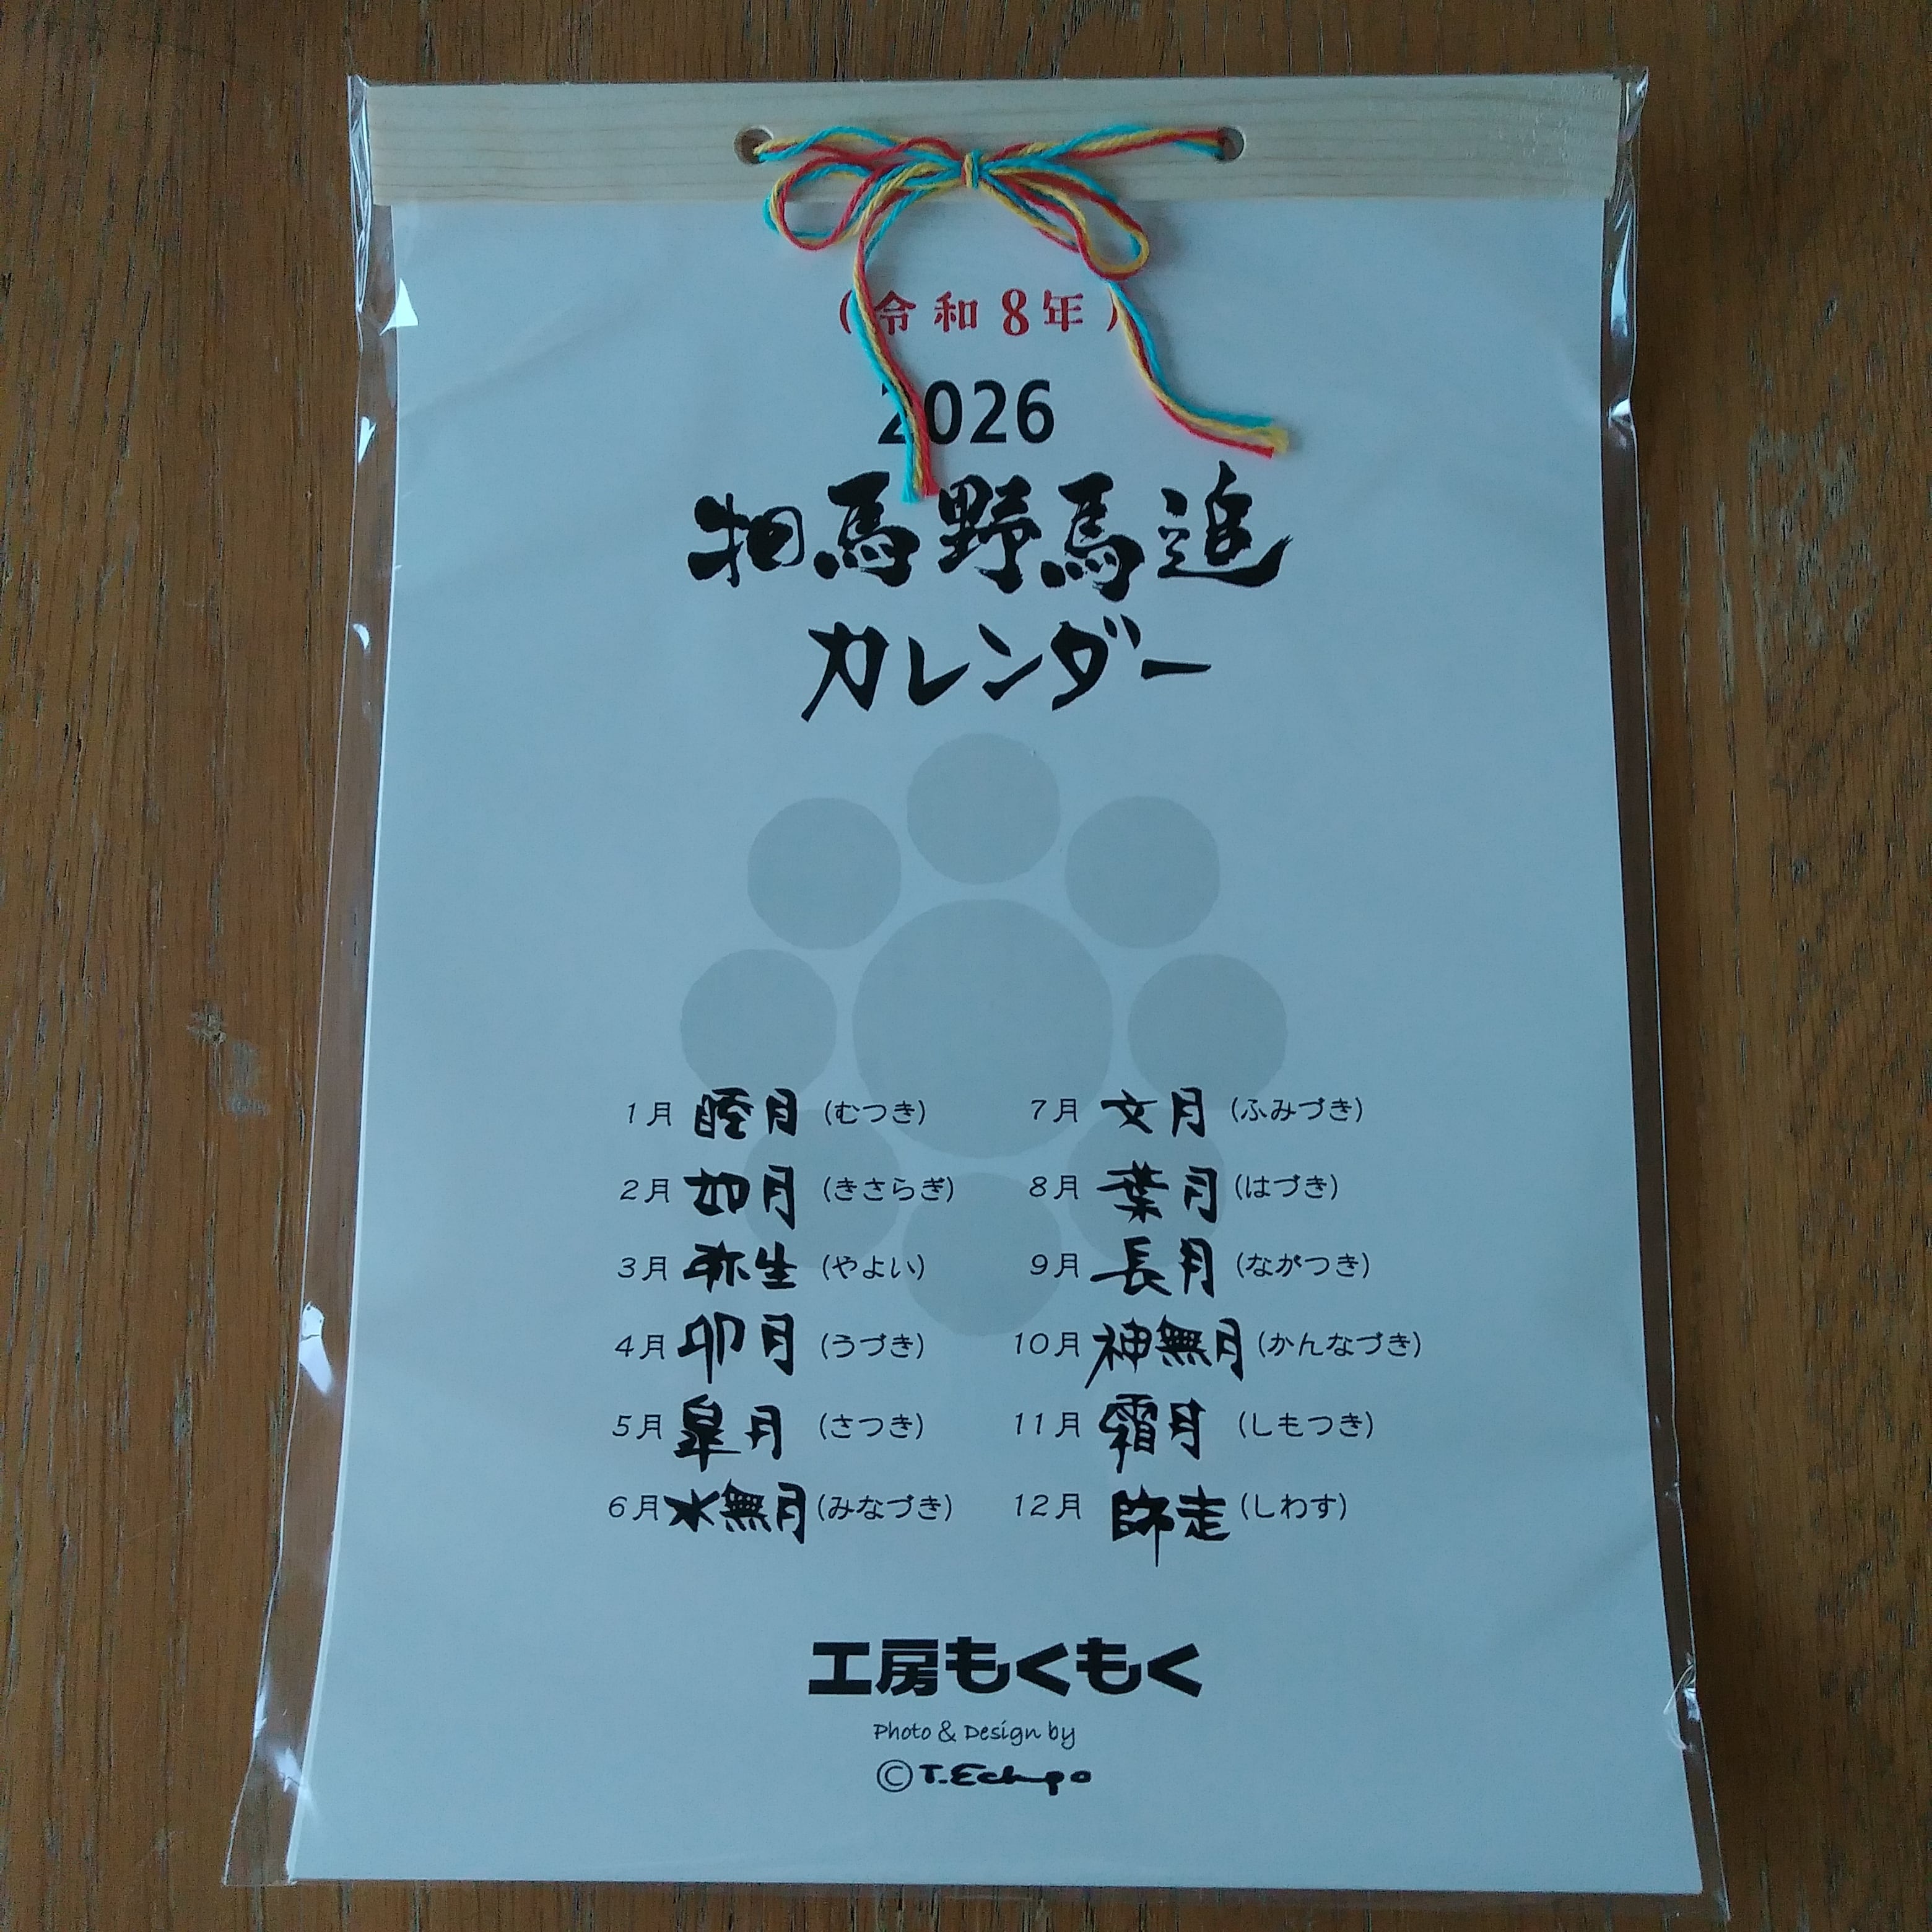 (令和8年)
2026
相馬野馬追
カレンダー
1月 睦月 (むつき)
2月 如月 (きさらぎ)
3月 弥生 (やよい)
4月 卯月 (うづき)
5月 皐月 (さつき)
6月 水無月 (みなづき)
7月 文月 (ふみづき)
8月 葉月 (はづき)
9月 長月 (ながつき)
10月 神無月 (かんなづき)
11月 霜月 (しもつき)
12月 師走 (しわす)
工房もくもく
Photo & Design by
© T.